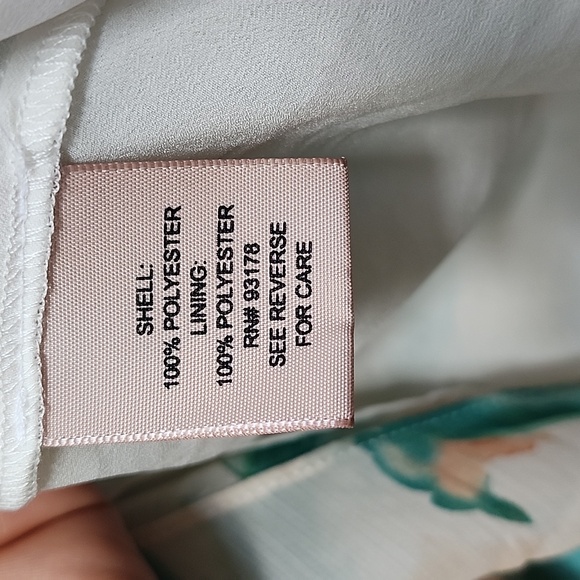 SHELL:
100% POLYESTER
LINING:
100% POLYESTER
RN# 93178
SEE REVERSE
FOR CARE